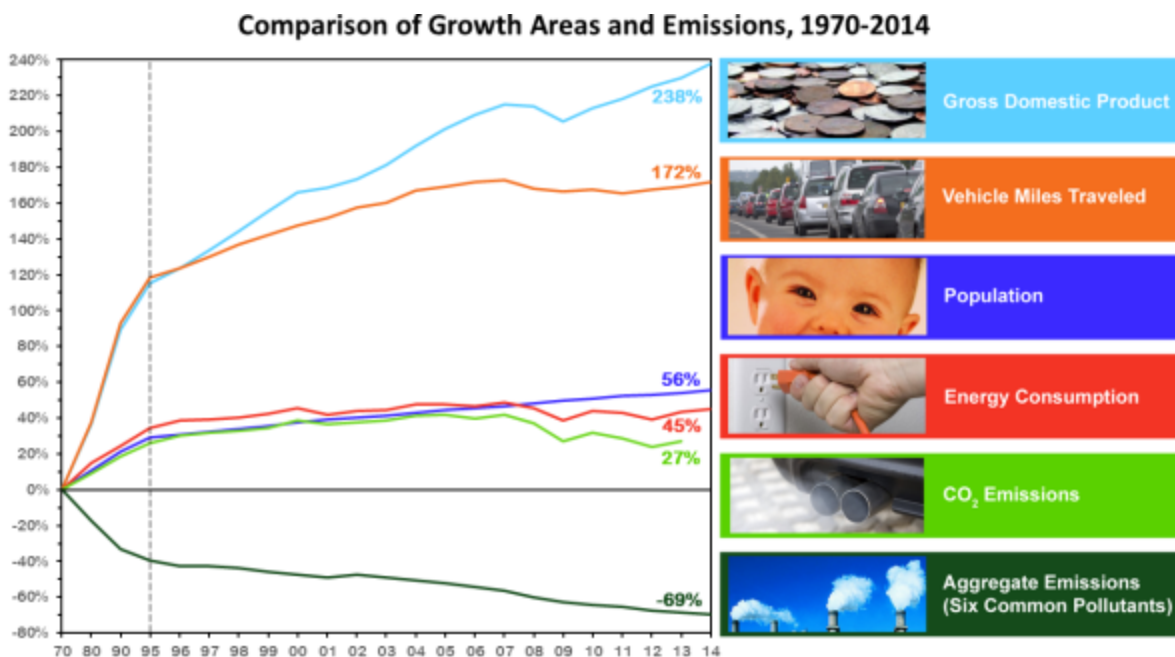 Comparison of Growth Areas and Emissions, 1970-2014
240%
220%
200%
180%
160%
140%
120%
100%
80%
60%
40%
20%
0%
-20%
-40%
-60%
-80%
238%
172%
56%
45%
27%
-69%
70 80 90 95 96 97 98 99 00 01 02 03 04 05 06 07 08 09 10 11 12 13 14
Gross Domestic Product
Vehicle Miles Traveled
Population
Energy Consumption
CO₂ Emissions
Aggregate Emissions
(Six Common Pollutants)